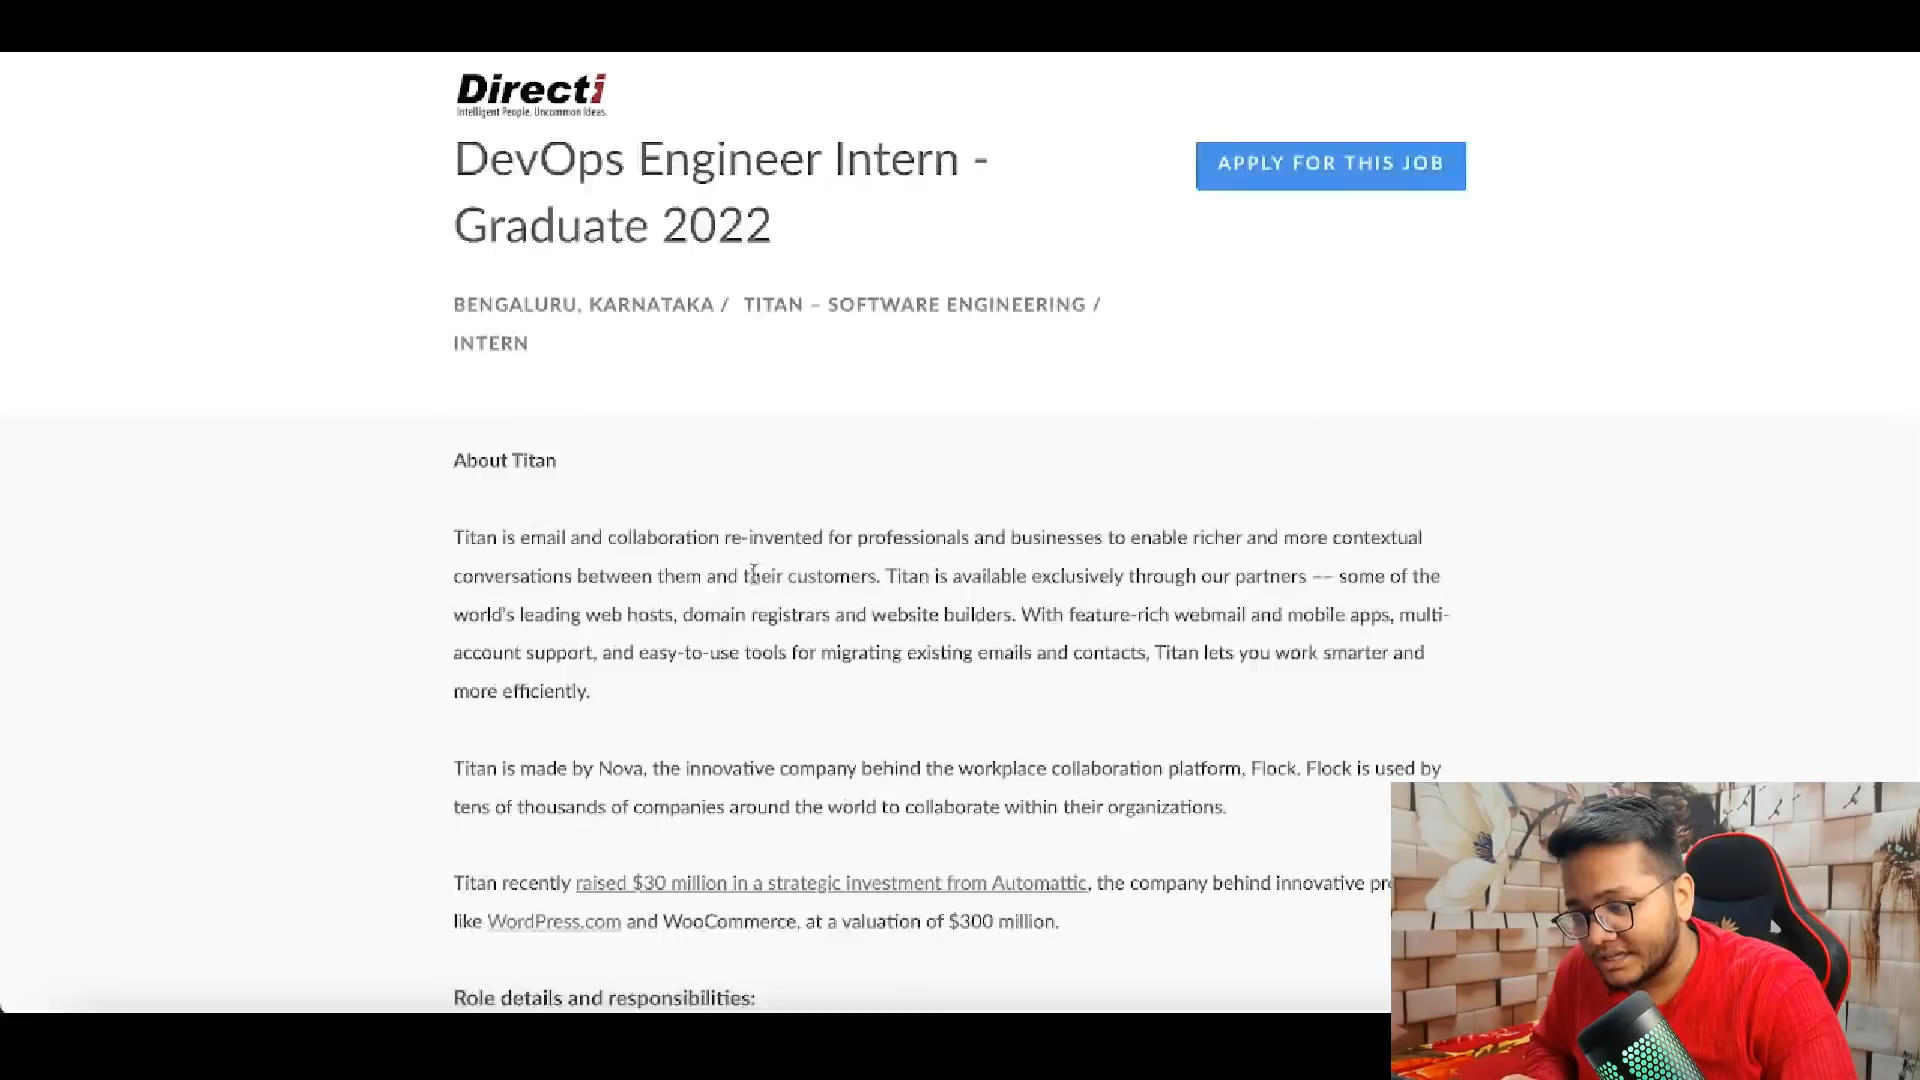 Directi
Intelligent People. Uncommon Ideas.
DevOps Engineer Intern -
Graduate 2022
APPLY FOR THIS JOB
BENGALURU, KARNATAKA / TITAN – SOFTWARE ENGINEERING /
INTERN
About Titan
Titan is email and collaboration re-invented for professionals and businesses to enable richer and more contextual
conversations between them and their customers. Titan is available exclusively through our partners -- some of the
world's leading web hosts, domain registrars and website builders. With feature-rich webmail and mobile apps, multi-
account support, and easy-to-use tools for migrating existing emails and contacts, Titan lets you work smarter and
more efficiently.
Titan is made by Nova, the innovative company behind the workplace collaboration platform, Flock. Flock is used by
tens of thousands of companies around the world to collaborate within their organizations.
Titan recently raised $30 million in a strategic investment from Automattic, the company behind innovative
like WordPress.com and WooCommerce, at a valuation of $300 million.
Role details and responsibilities: